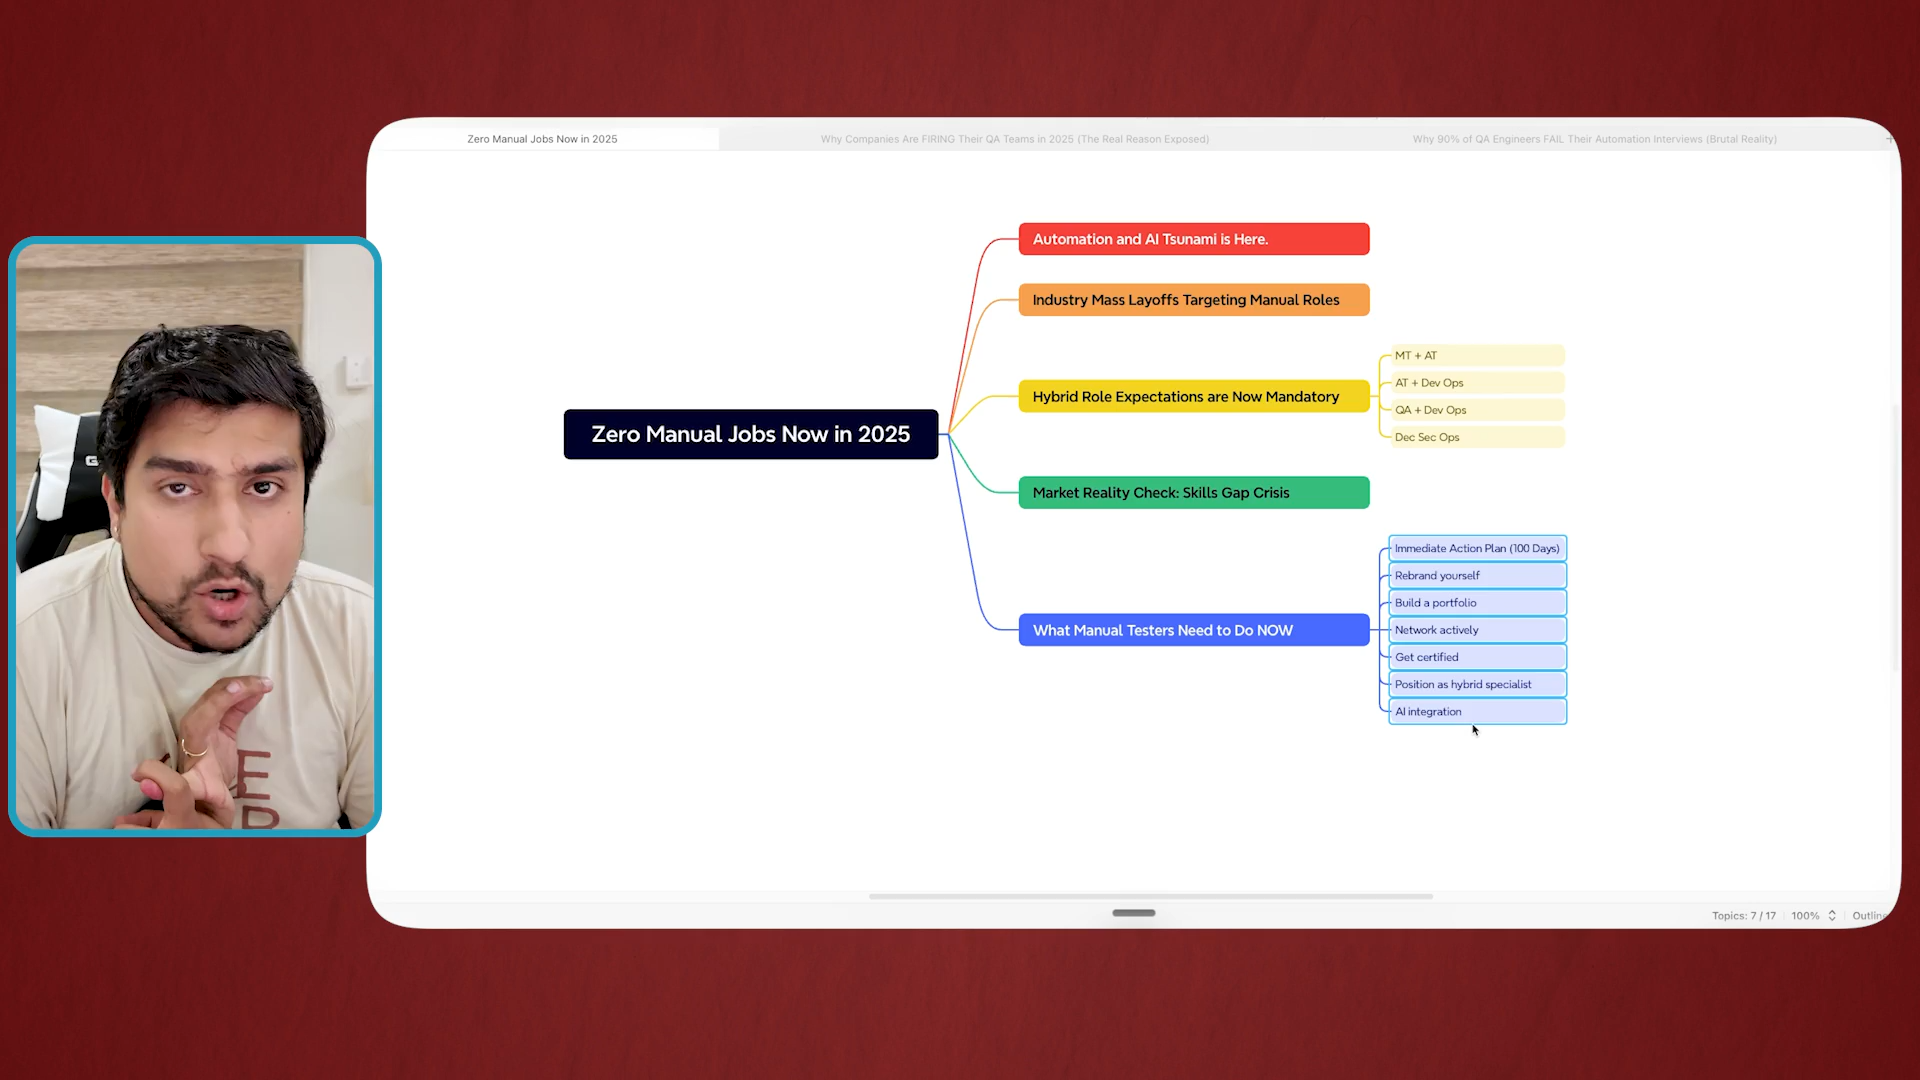 Zero Manual Jobs Now in 2025
Why Companies Are FIRING Their QA Teams in 2025 (The Real Reason Exposed)
Why 90% of QA Engineers FAIL Their Automation Interviews (Brutal Reality)
Zero Manual Jobs Now in 2025
Automation and AI Tsunami is Here.
Industry Mass Layoffs Targeting Manual Roles
Hybrid Role Expectations are Now Mandatory
MT + AT
AT + Dev Ops
QA + Dev Ops
Dec Sec Ops
Market Reality Check: Skills Gap Crisis
What Manual Testers Need to Do NOW
Immediate Action Plan (100 Days)
Rebrand yourself
Build a portfolio
Network actively
Get certified
Position as hybrid specialist
AI integration
Topics: 7 / 17
100%